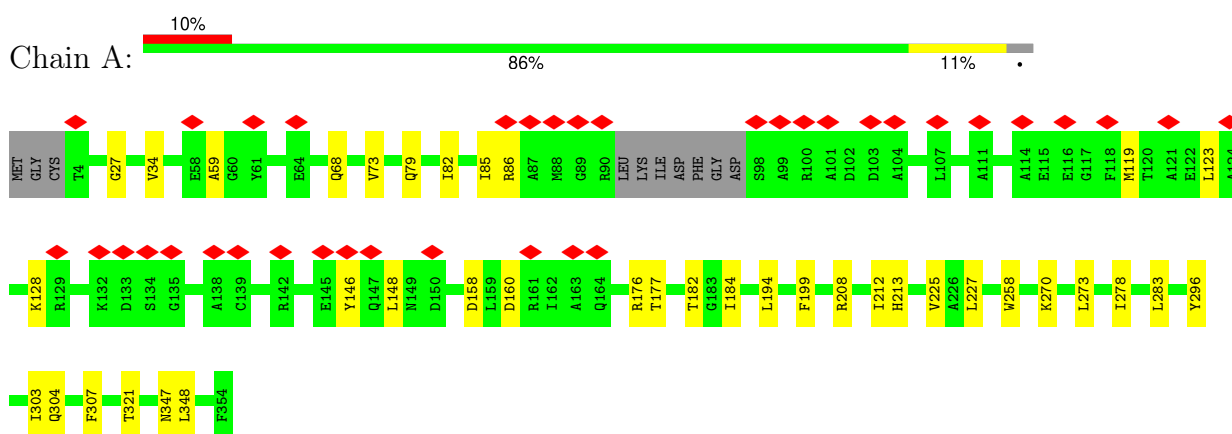 10%
Chain A:
86% 11% •
MET GLY CYS T4 G27 V34 E58 A59 G60 Y61 E64 Q68 V73 Q79 I82 I85 R86 A87 M88 G89 R90 LEU LYS ILE ASP PHE GLY ASP S98 A99 R100 A101 D102 D103 A104 L107 A111 A114 E115 E116 G117 F118 M119 T120 A121 E122 L123
K128 R129 K132 D133 S134 G135 A138 C139 R142 E145 Y146 Q147 L148 N149 D150 D158 L159 D160 R161 I162 A163 Q164 R176 T177 T182 G183 I184 L194 F199 R208 I212 H213 V225 A226 L227 W258 K270 L273 I278 L283 Y296
I303 Q304 F307 T321 N347 L348 F354